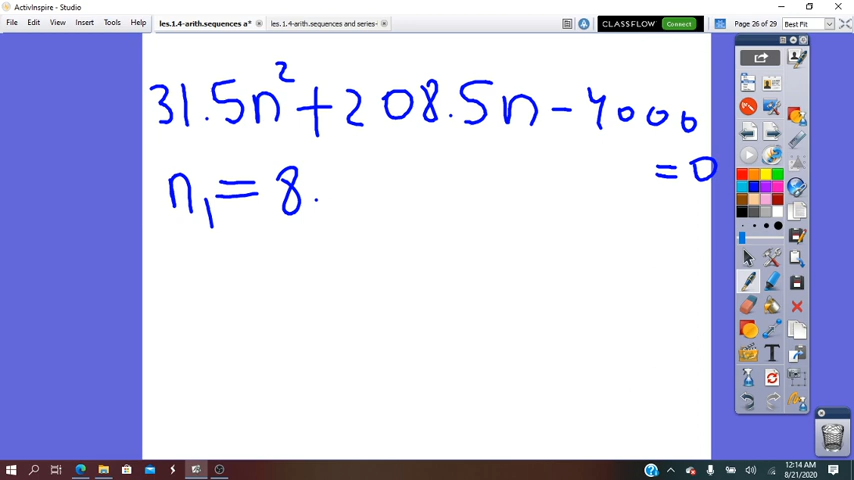 ActivInspire - Studio
File Edit View Insert Tools Help
les.1.4-arith.sequences a* les.1.4-arith.sequences and series-
CLASSFLOW Connect
Page 26 of 29
Best Fit
31.5n²+208.5n-4000
=0
n₁=8.
12:14 AM
8/21/2020